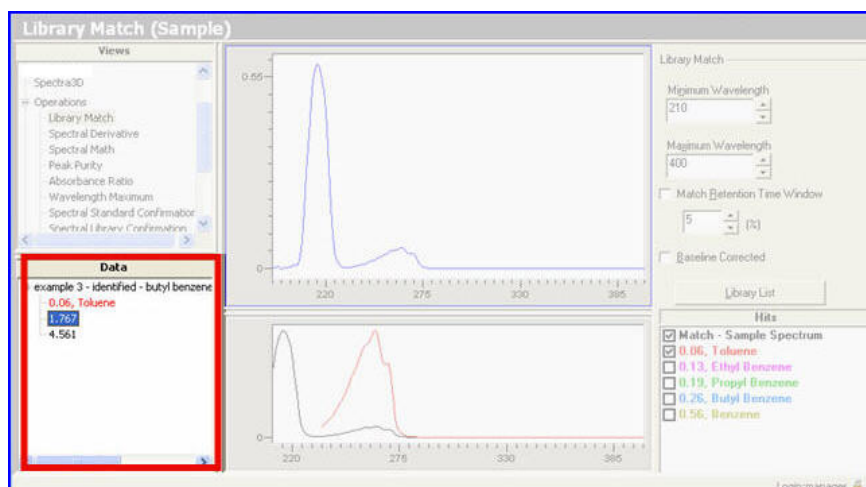 Library Match (Sample)
Views
Spectra3D
Operations
Library Match
Spectral Derivative
Spectral Math
Peak Purity
Absorbance Ratio
Wavelength Maximum
Spectral Standard Confirmation
Spectral Library Confirmation
Data
example 3 - identified - butyl benzene
0.06, Toluene
1.767
4.561
0.55
0
220
275
330
385
0
220
275
330
385
Library Match
Minimum Wavelength
210
Maximum Wavelength
400
Match Retention Time Window
5 (%)
Baseline Corrected
Library List
Hits
Match - Sample Spectrum
0.06, Toluene
0.13, Ethyl Benzene
0.19, Propyl Benzene
0.26, Butyl Benzene
0.56, Benzene
Login:manager